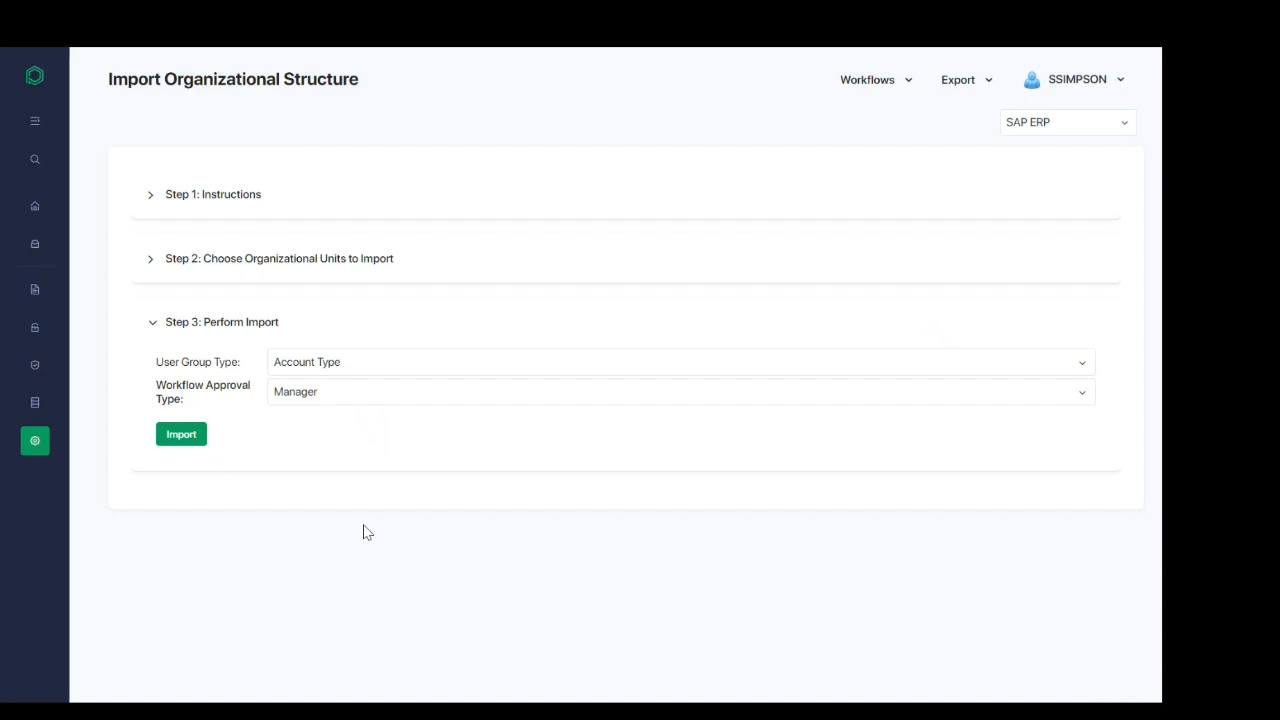 Import Organizational Structure
Workflows
Export
SSIMPSON
SAP ERP
Step 1: Instructions
Step 2: Choose Organizational Units to Import
Step 3: Perform Import
User Group Type:
Account Type
Workflow Approval
Type:
Manager
Import